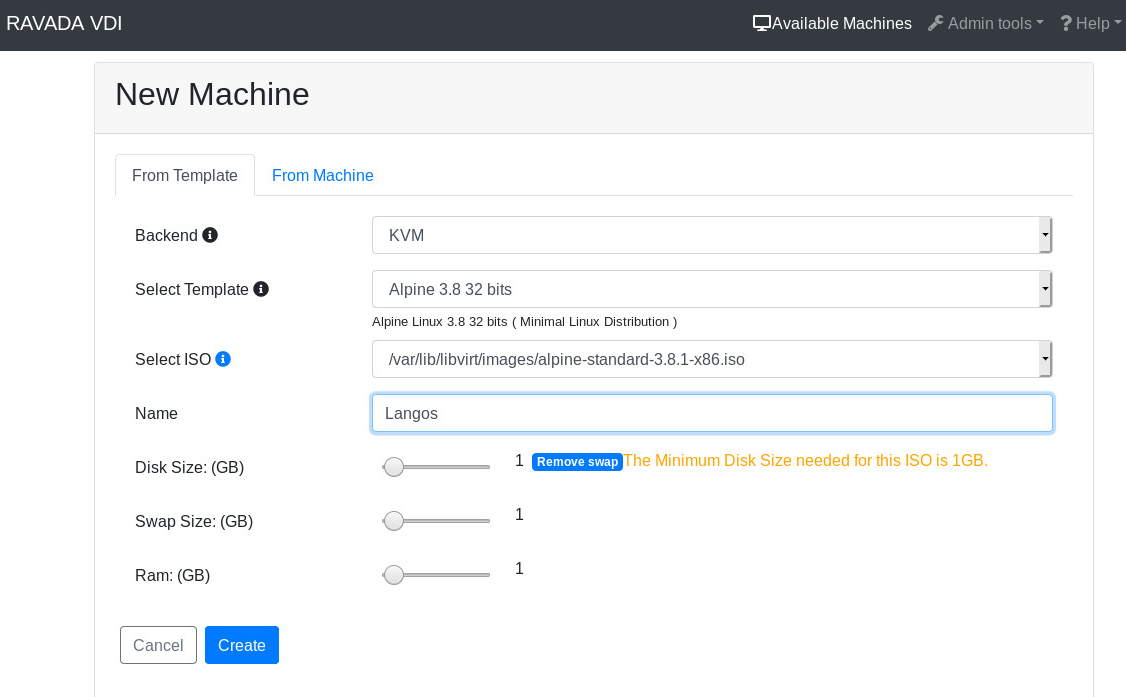 RAVADA VDI Available Machines Admin tools ? Help
New Machine
From Template From Machine
Backend KVM
Select Template Alpine 3.8 32 bits
Alpine Linux 3.8 32 bits ( Minimal Linux Distribution )
Select ISO /var/lib/libvirt/images/alpine-standard-3.8.1-x86.iso
Name Langos
Disk Size: (GB) 1 Remove swap The Minimum Disk Size needed for this ISO is 1GB.
Swap Size: (GB) 1
Ram: (GB) 1
Cancel Create